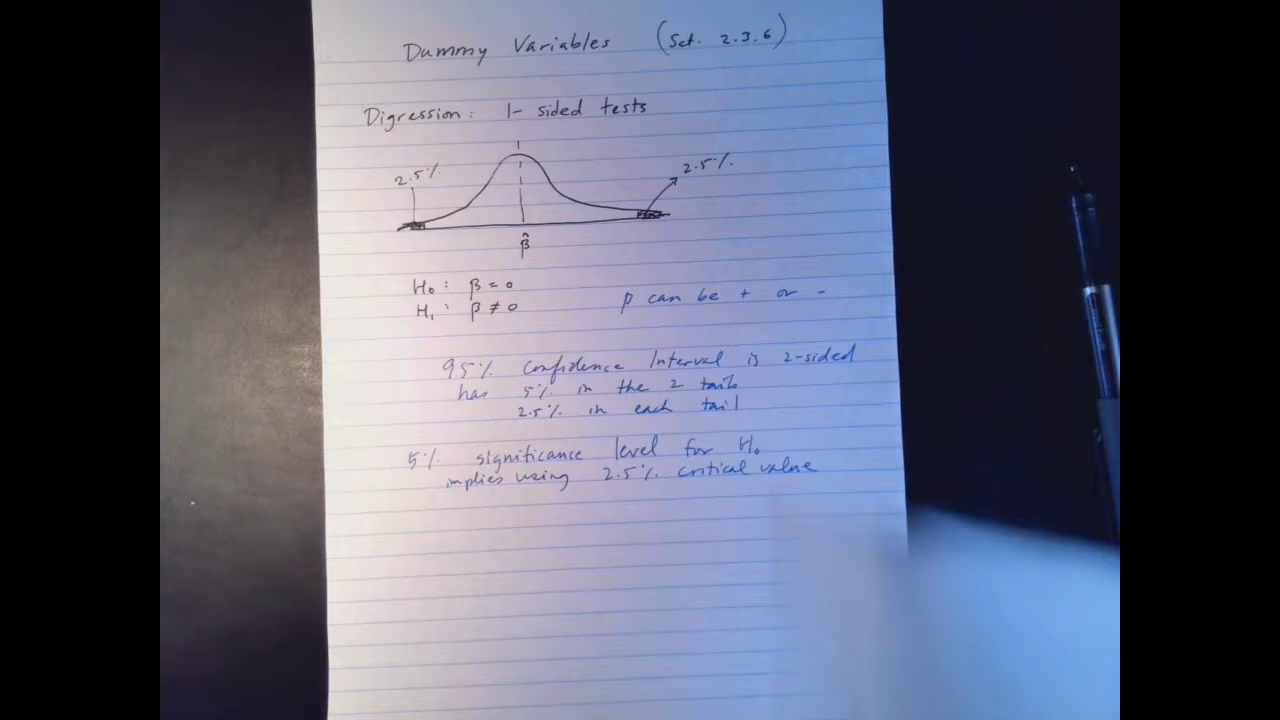 Dummy Variables (Sct. 2.3.6)
Digression: 1- sided tests
2.5% 2.5%
β̂
H₀: β = 0
H₁: β ≠ 0 β can be + or -
95% Confidence Interval is 2-sided
has 5% in the 2 tails
2.5% in each tail
5% significance level for H₀
implies using 2.5% critical value